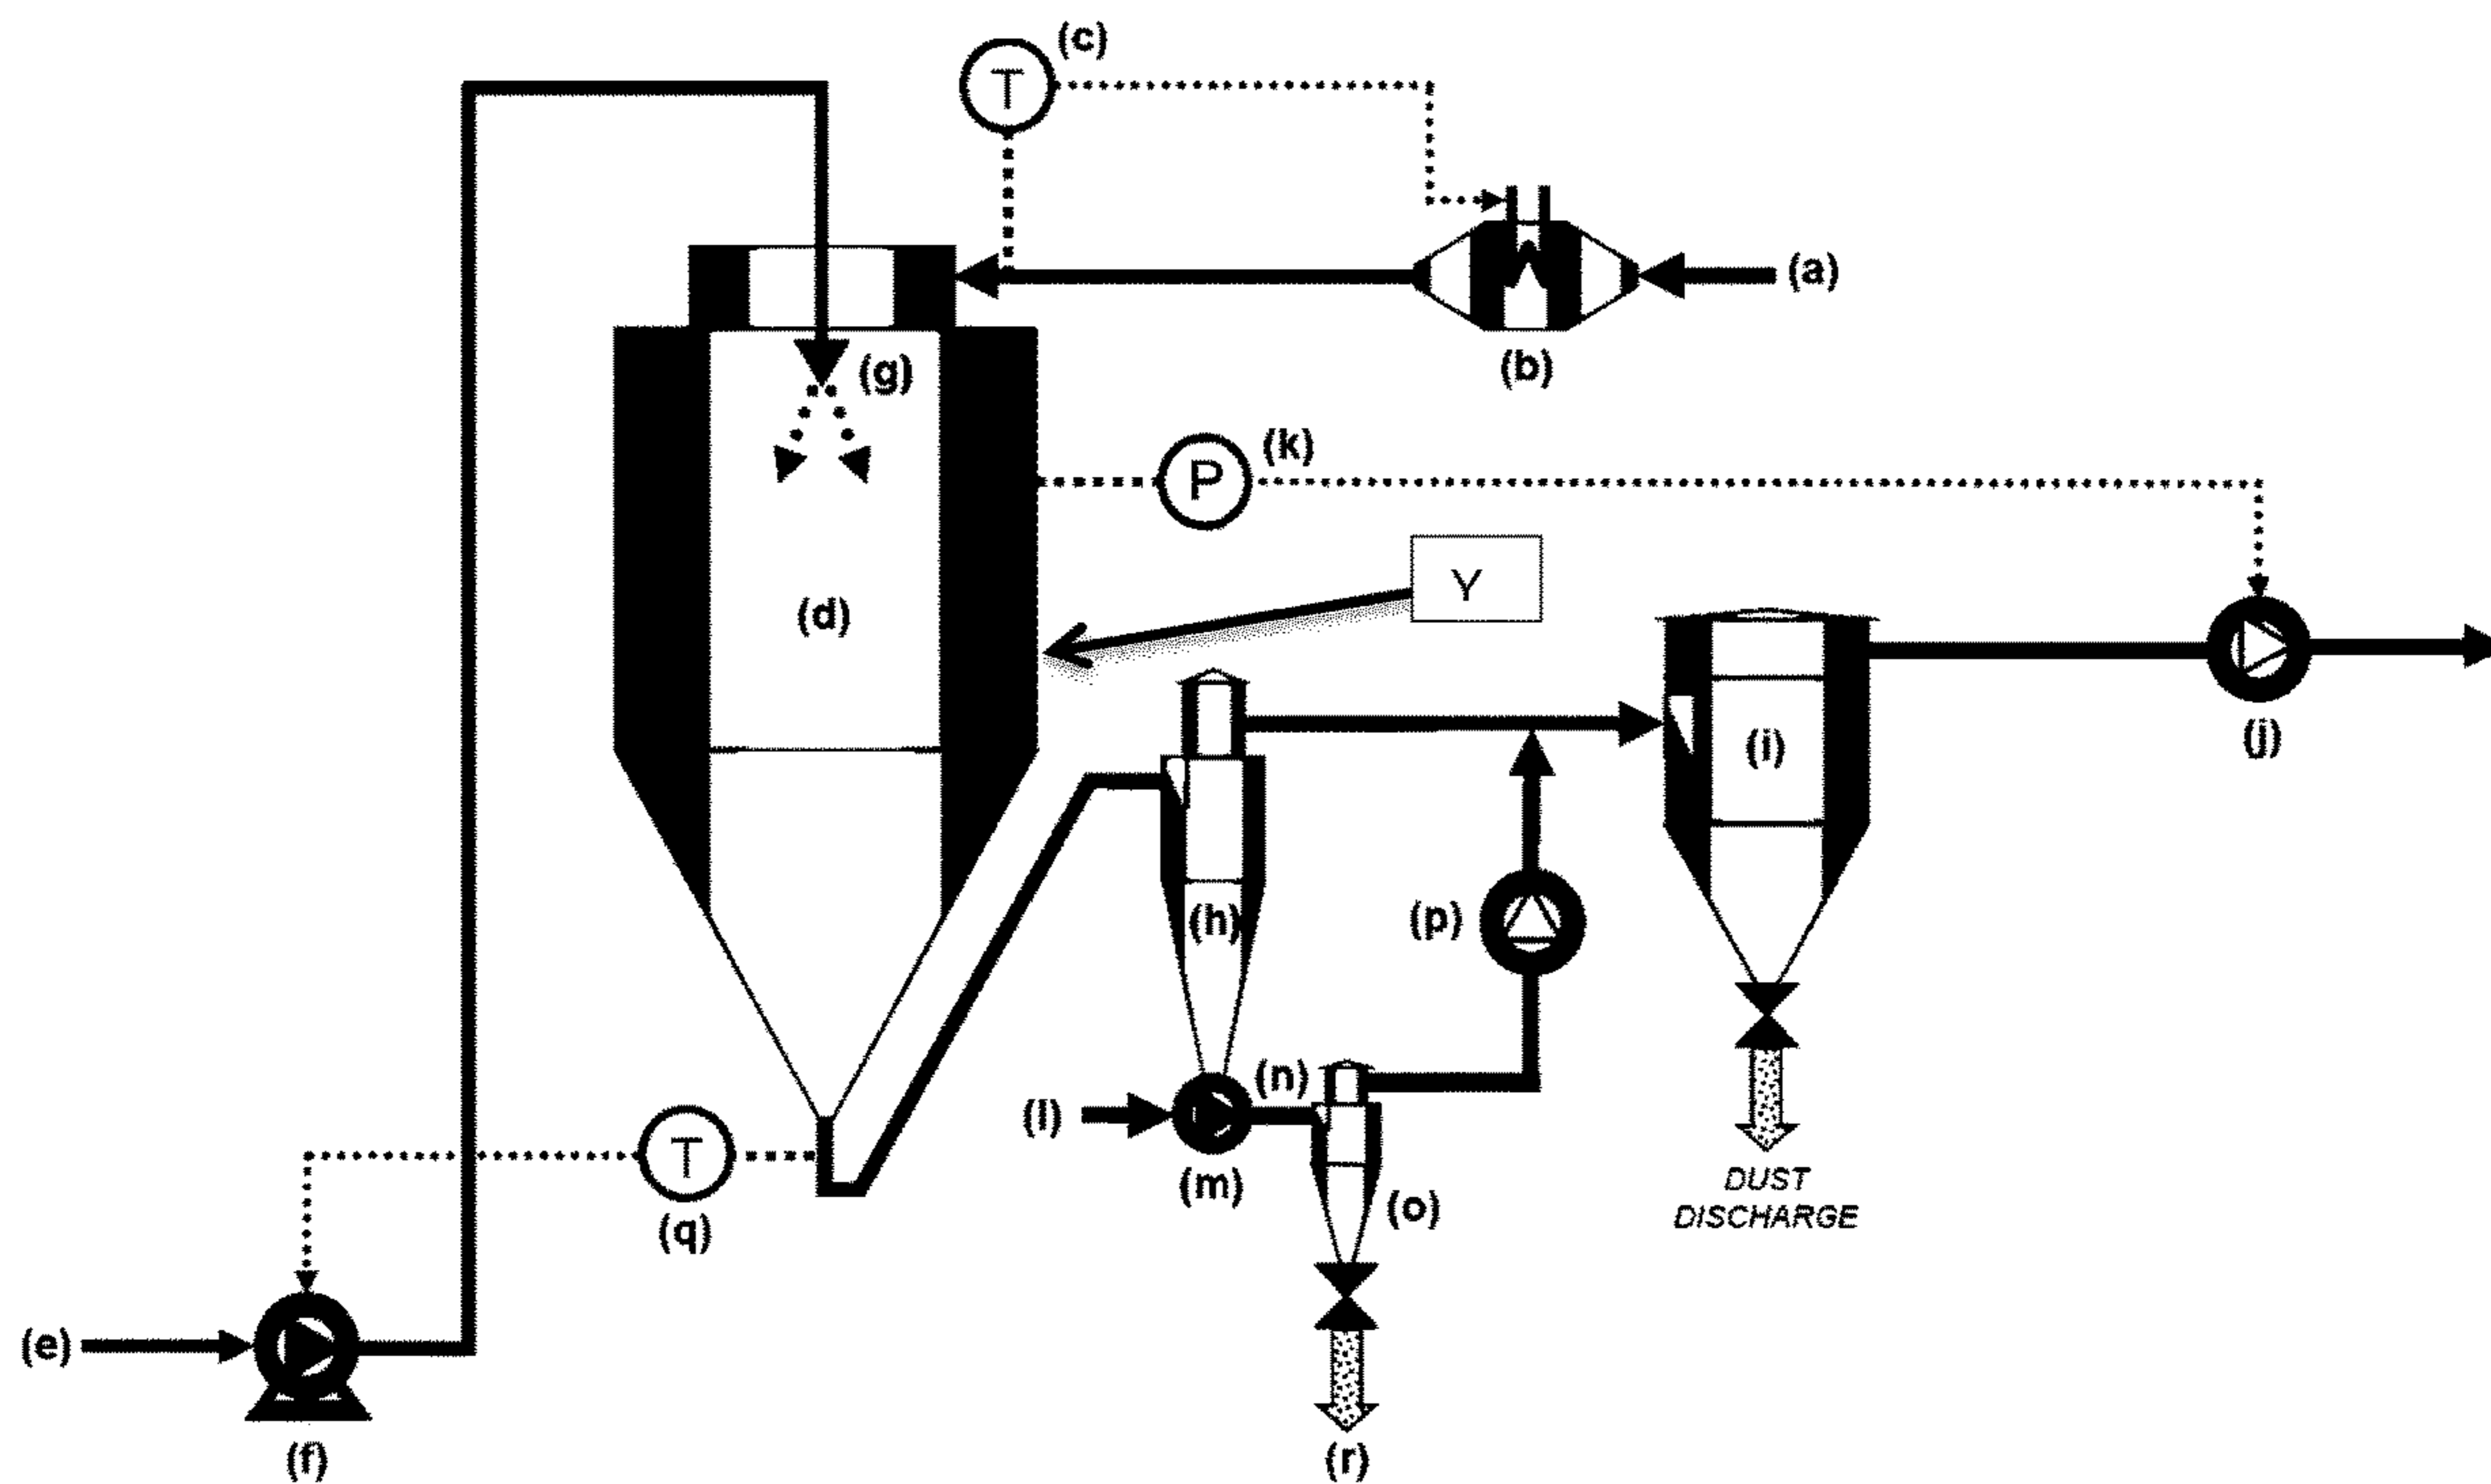 (c)
T
(a)
(b)
(g)
(k)
P
Y
(d)
(i)
(j)
(h)
(p)
(n)
(l)
(m)
(o)
T
(q)
DUST
DISCHARGE
(e)
(f)
(r)